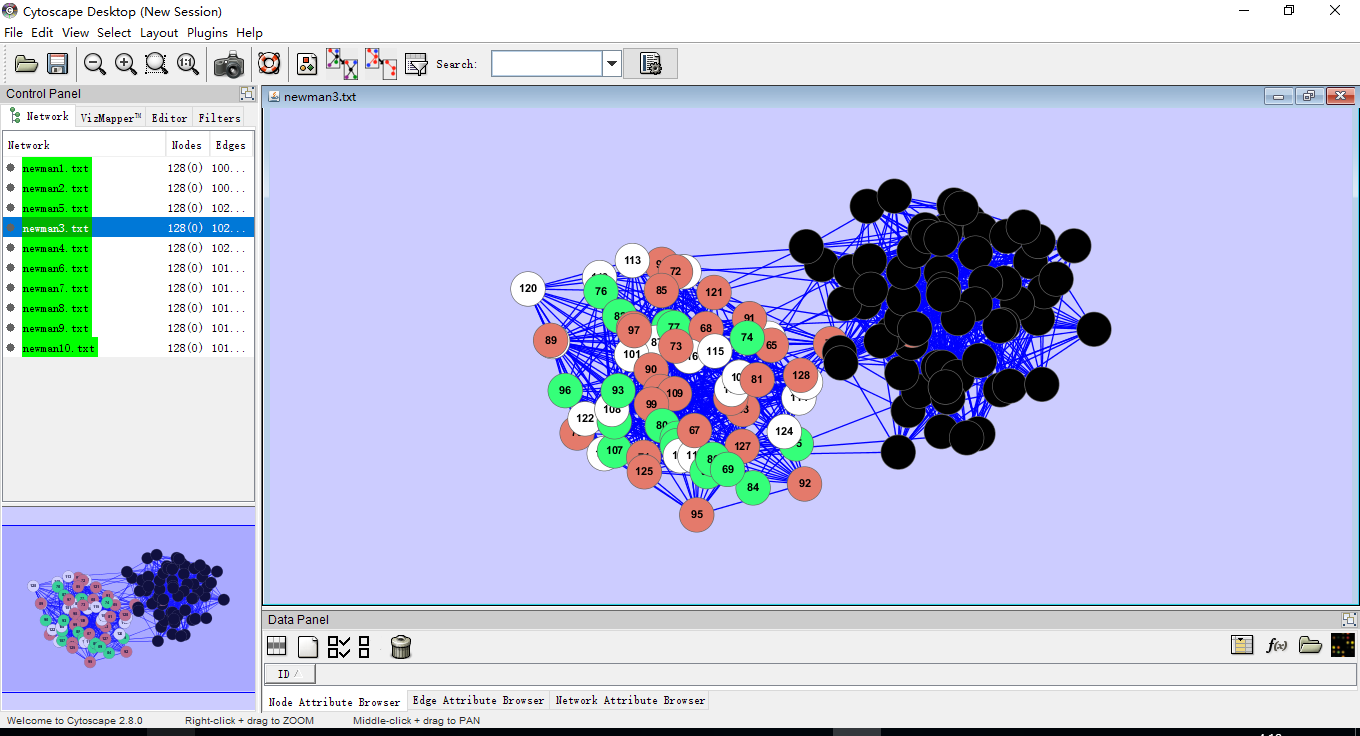 Cytoscape Desktop (New Session)
File Edit View Select Layout Plugins Help
Search:
Control Panel
Network VizMapper™ Editor Filters
Network Nodes Edges
newman1.txt 128(0) 100...
newman2.txt 128(0) 100...
newman5.txt 128(0) 102...
newman3.txt 128(0) 102...
newman4.txt 128(0) 102...
newman6.txt 128(0) 101...
newman7.txt 128(0) 101...
newman8.txt 128(0) 101...
newman9.txt 128(0) 101...
newman10.txt 128(0) 101...
newman3.txt
113
72
120
76
85
121
91
97
77
68
74
89
73
65
101
115
90
81
128
96
93
109
99
122
124
80
67
107
127
125
69
84
92
95
Data Panel
f(x)
ID /
Node Attribute Browser Edge Attribute Browser Network Attribute Browser
Welcome to Cytoscape 2.8.0 Right-click + drag to ZOOM Middle-click + drag to PAN